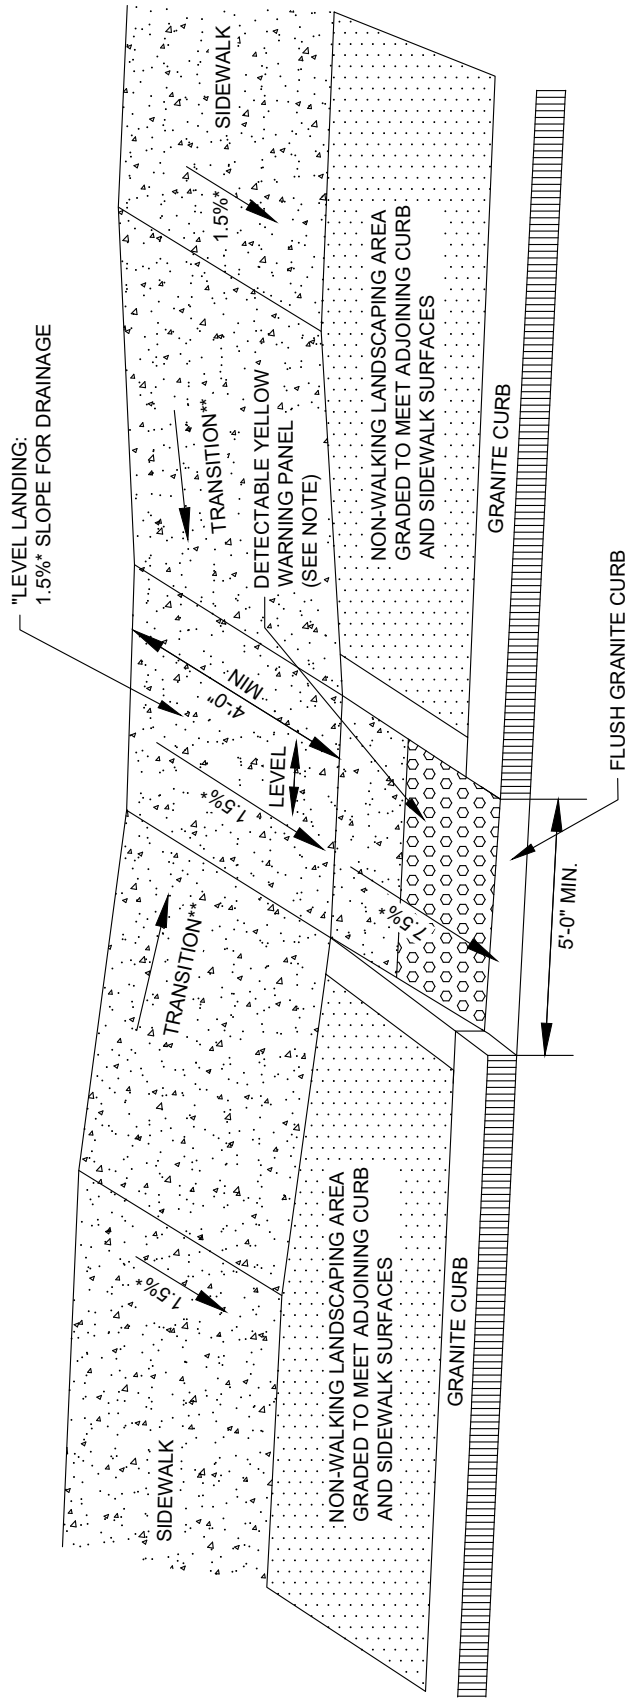 "LEVEL LANDING:
1.5%* SLOPE FOR DRAINAGE
SIDEWALK
1.5%*
TRANSITION**
4'-0"
MIN
1.5%*
LEVEL
TRANSITION**
DETECTABLE YELLOW
WARNING PANEL
(SEE NOTE)
1.5%*
SIDEWALK
7.5%*
NON-WALKING LANDSCAPING AREA
GRADED TO MEET ADJOINING CURB
AND SIDEWALK SURFACES
NON-WALKING LANDSCAPING AREA
GRADED TO MEET ADJOINING CURB
AND SIDEWALK SURFACES
GRANITE CURB
GRANITE CURB
5'-0" MIN.
FLUSH GRANITE CURB